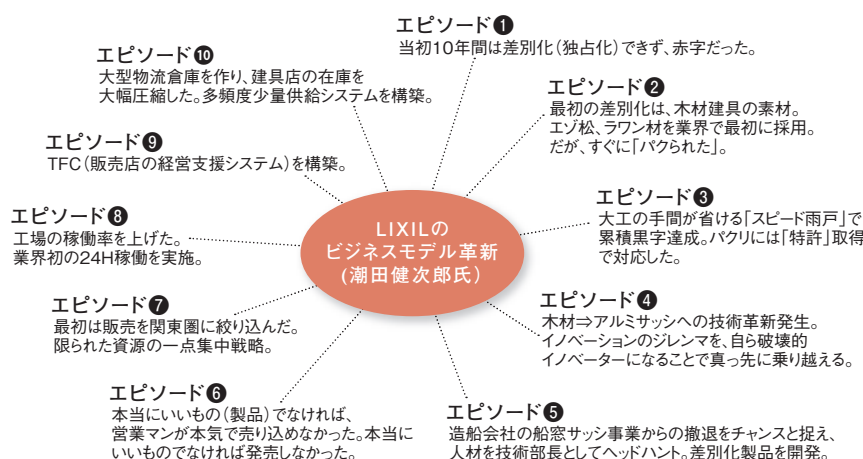 エピソード❶
当初10年間は差別化(独占化)できず、赤字だった。
エピソード❷
最初の差別化は、木材建具の素材。
エゾ松、ラワン材を業界で最初に採用。
だが、すぐに「パクられた」。
エピソード❸
大工の手間が省ける「スピード雨戸」で
累積黒字達成。パクリには「特許」取得
で対応した。
エピソード❹
木材⇒アルミサッシへの技術革新発生。
イノベーションのジレンマを、自ら破壊的
イノベーターになることで真っ先に乗り越える。
エピソード❺
造船会社の船窓サッシ事業からの撤退をチャンスと捉え、
人材を技術部長としてヘッドハント。差別化製品を開発。
エピソード❻
本当にいいもの(製品)でなければ、
営業マンが本気で売り込めなかった。本当に
いいものでなければ発売しなかった。
エピソード❼
最初は販売を関東圏に絞り込んだ。
限られた資源の一点集中戦略。
エピソード❽
工場の稼働率を上げた。
業界初の24H稼働を実施。
エピソード❾
TFC(販売店の経営支援システム)を構築。
エピソード❿
大型物流倉庫を作り、建具店の在庫を
大幅圧縮した。多頻度少量供給システムを構築。
LIXILの
ビジネスモデル革新
(潮田健次郎氏)